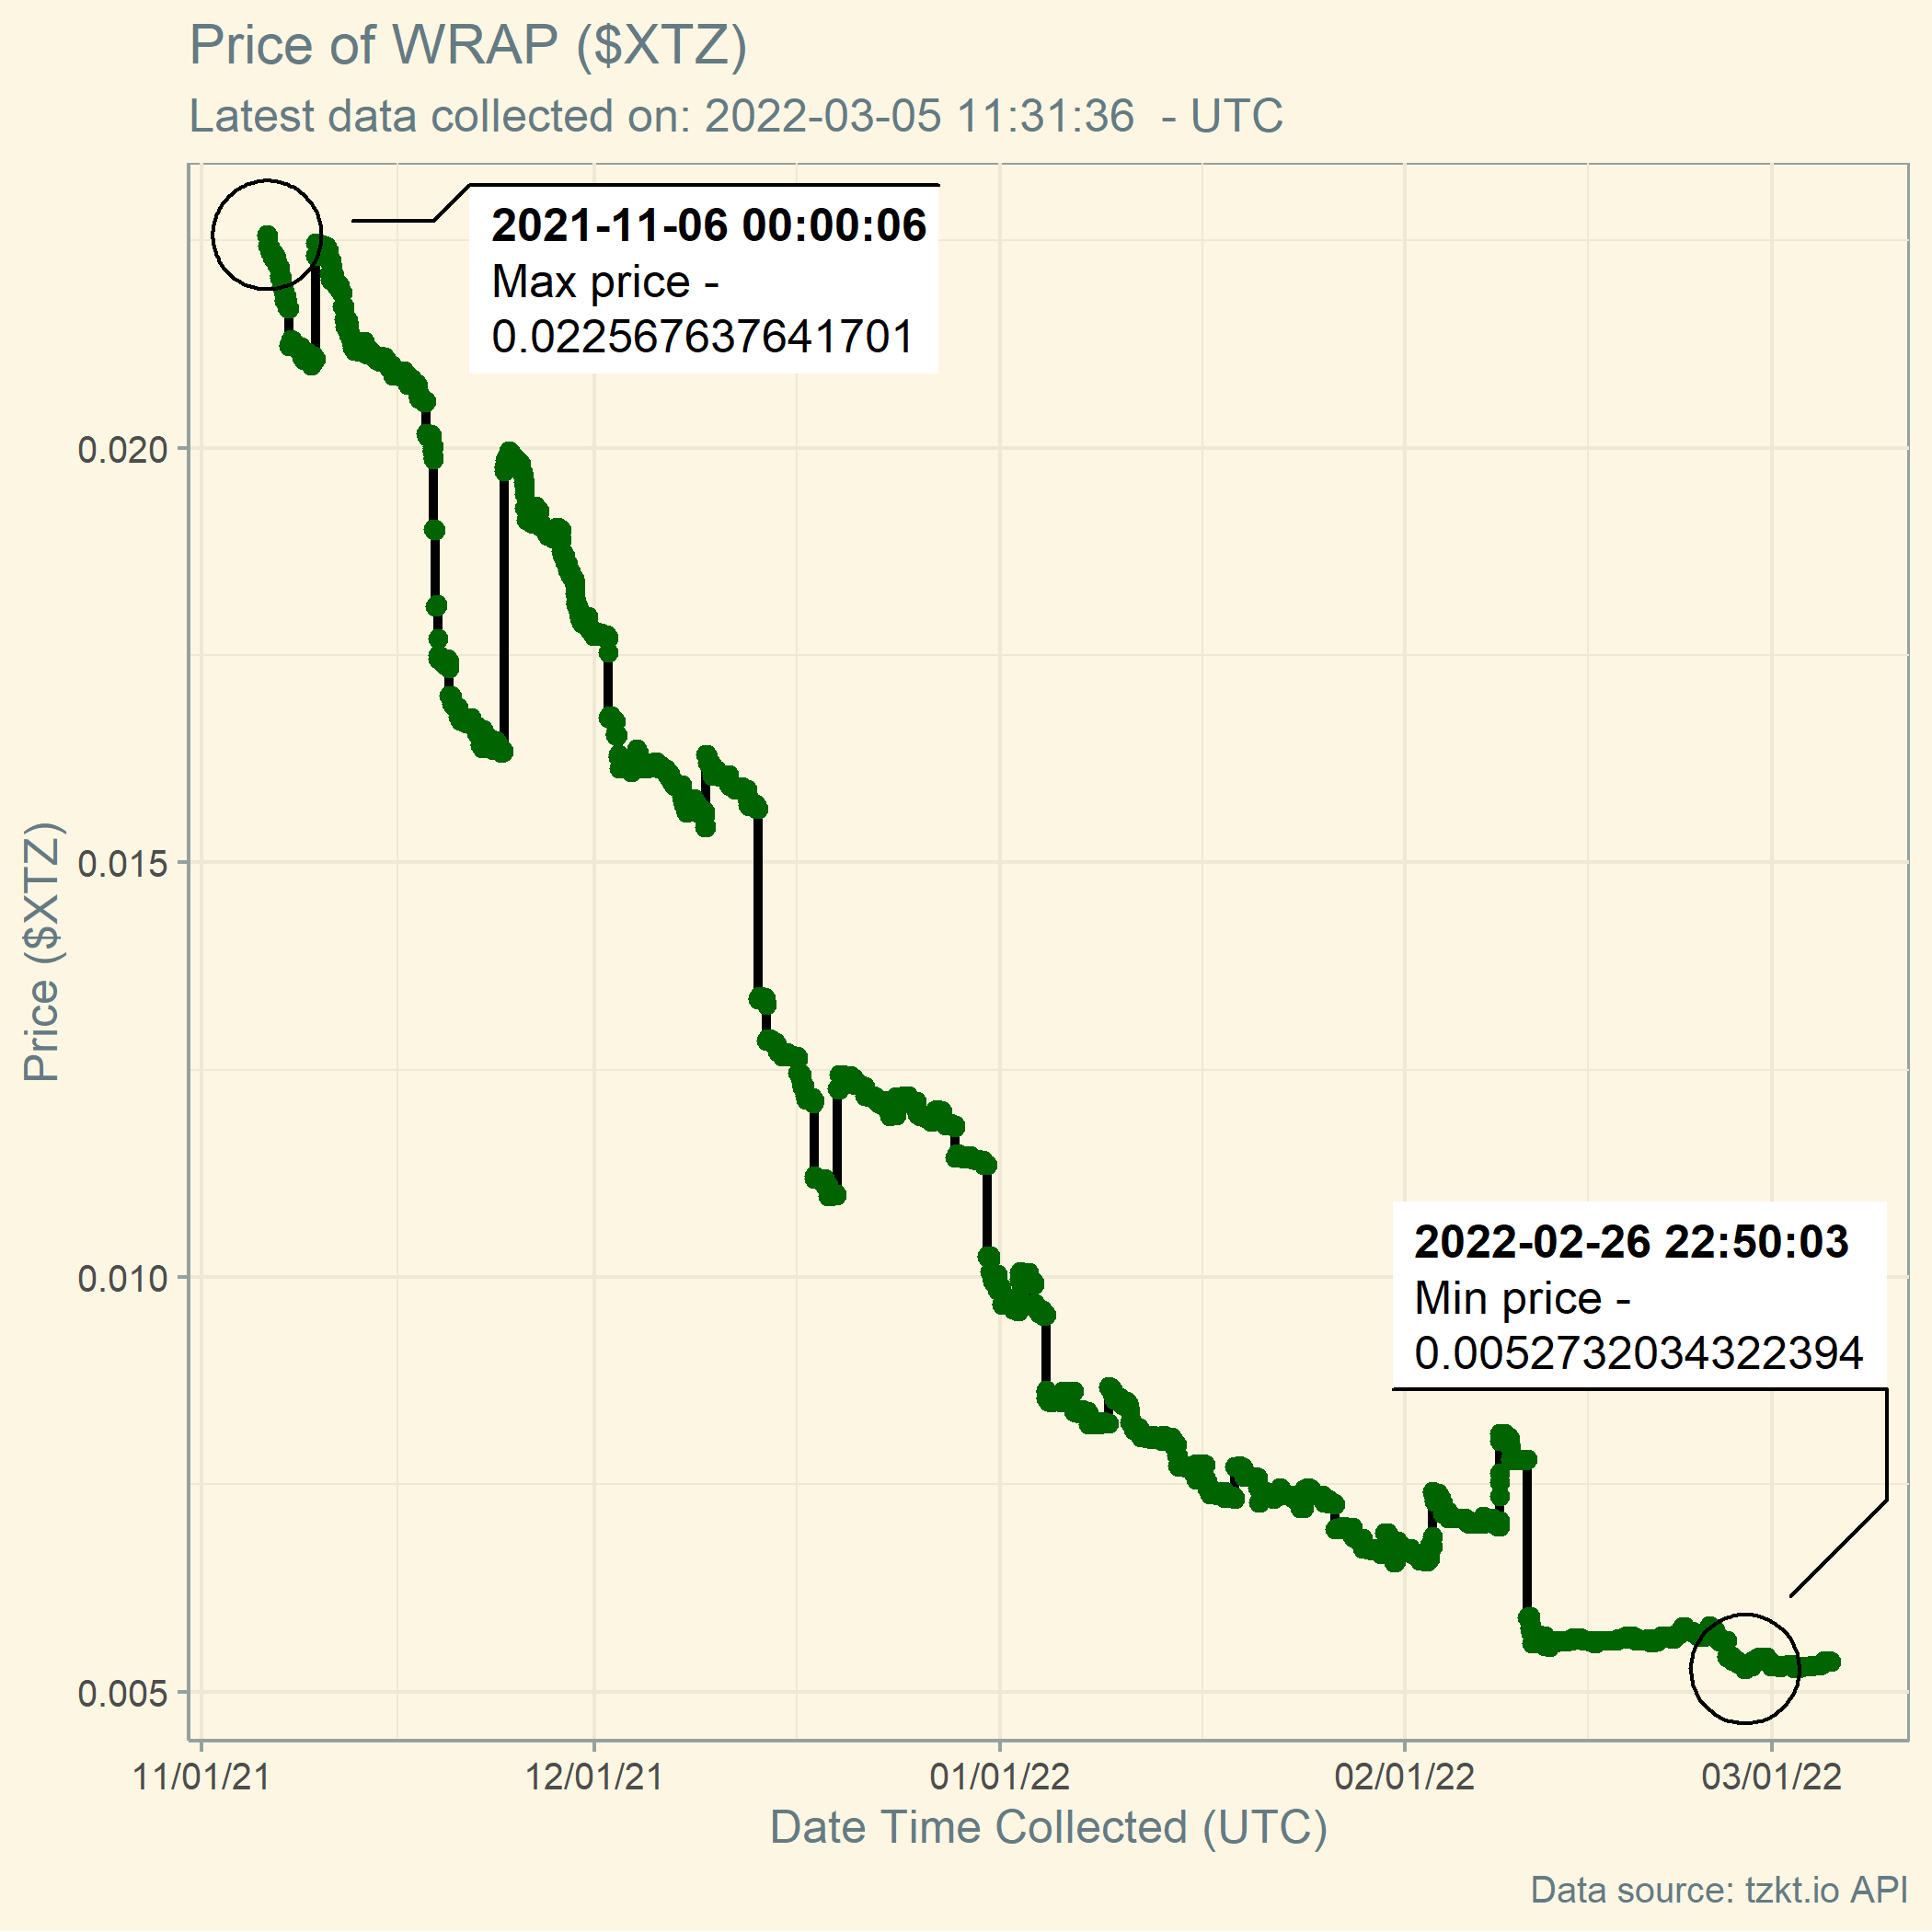 Price of WRAP ($XTZ)
Latest data collected on: 2022-03-05 11:31:36  - UTC
2021-11-06 00:00:06
Max price -
0.022567637641701
0.020
0.015
0.010
0.005
Price ($XTZ)
2022-02-26 22:50:03
Min price -
0.0052732034322394
11/01/21
12/01/21
01/01/22
02/01/22
03/01/22
Date Time Collected (UTC)
Data source: tzkt.io API